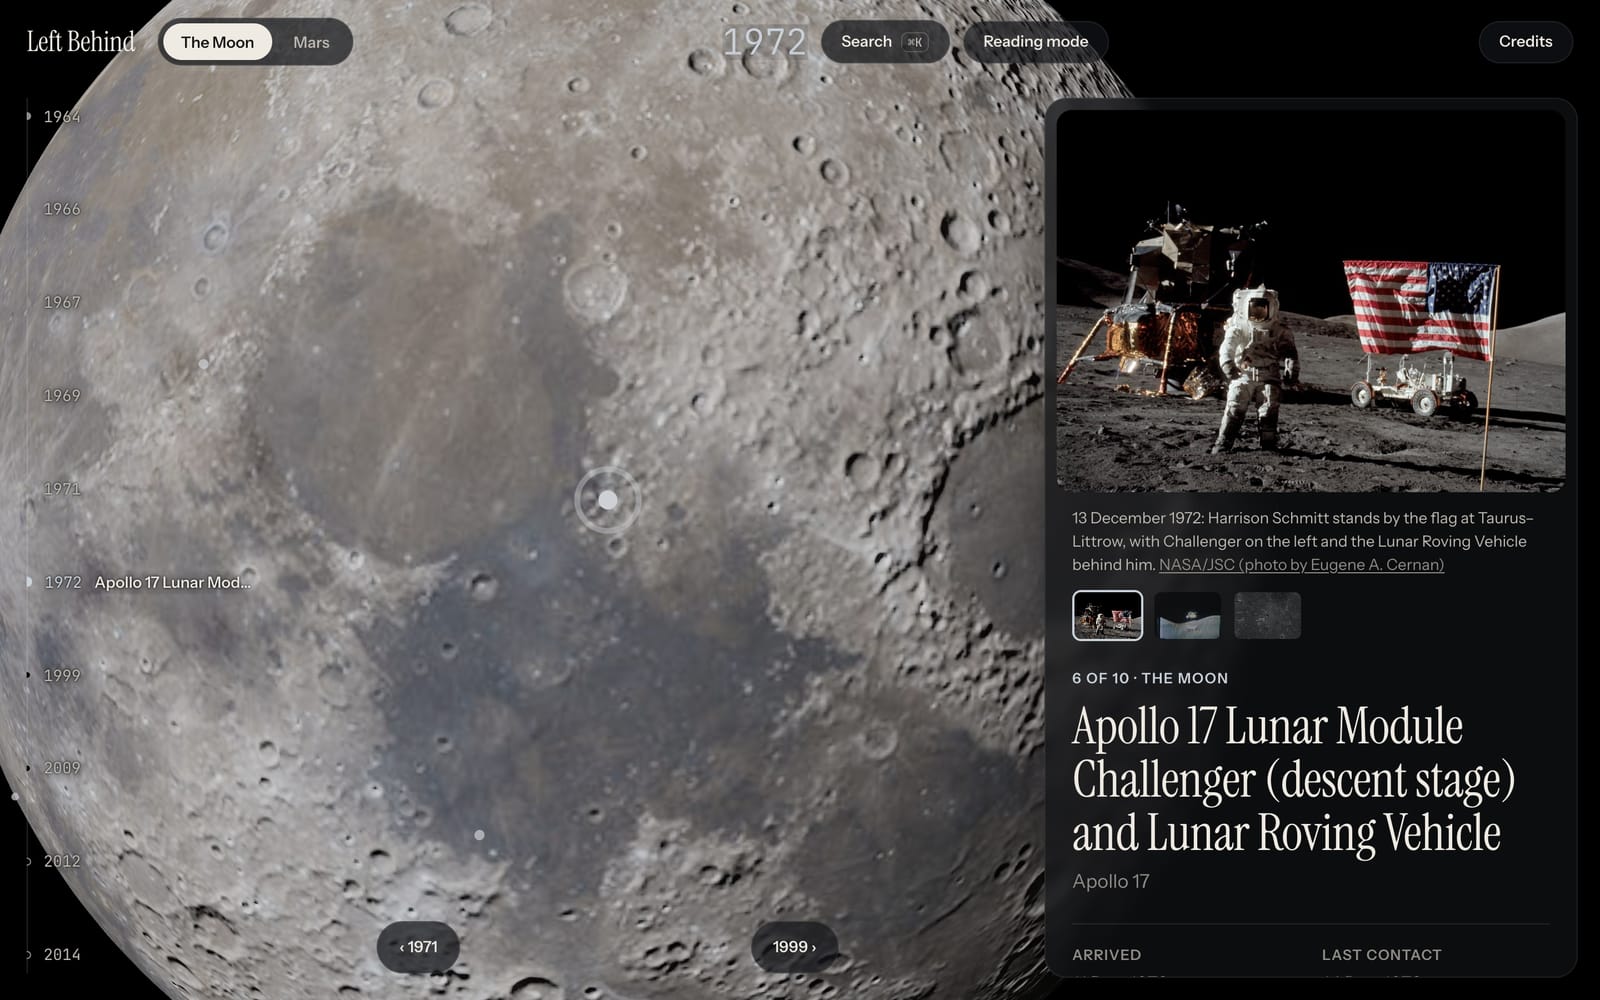 Left Behind
The Moon
Mars
1972
Search ⌘K
Reading mode
Credits
1964
1966
1967
1969
1971
1972 Apollo 17 Lunar Mod...
1999
2009
2012
2014
‹ 1971
1999 ›
13 December 1972: Harrison Schmitt stands by the flag at Taurus–
Littrow, with Challenger on the left and the Lunar Roving Vehicle
behind him. NASA/JSC (photo by Eugene A. Cernan)
6 OF 10 · THE MOON
Apollo 17 Lunar Module
Challenger (descent stage)
and Lunar Roving Vehicle
Apollo 17
ARRIVED
LAST CONTACT